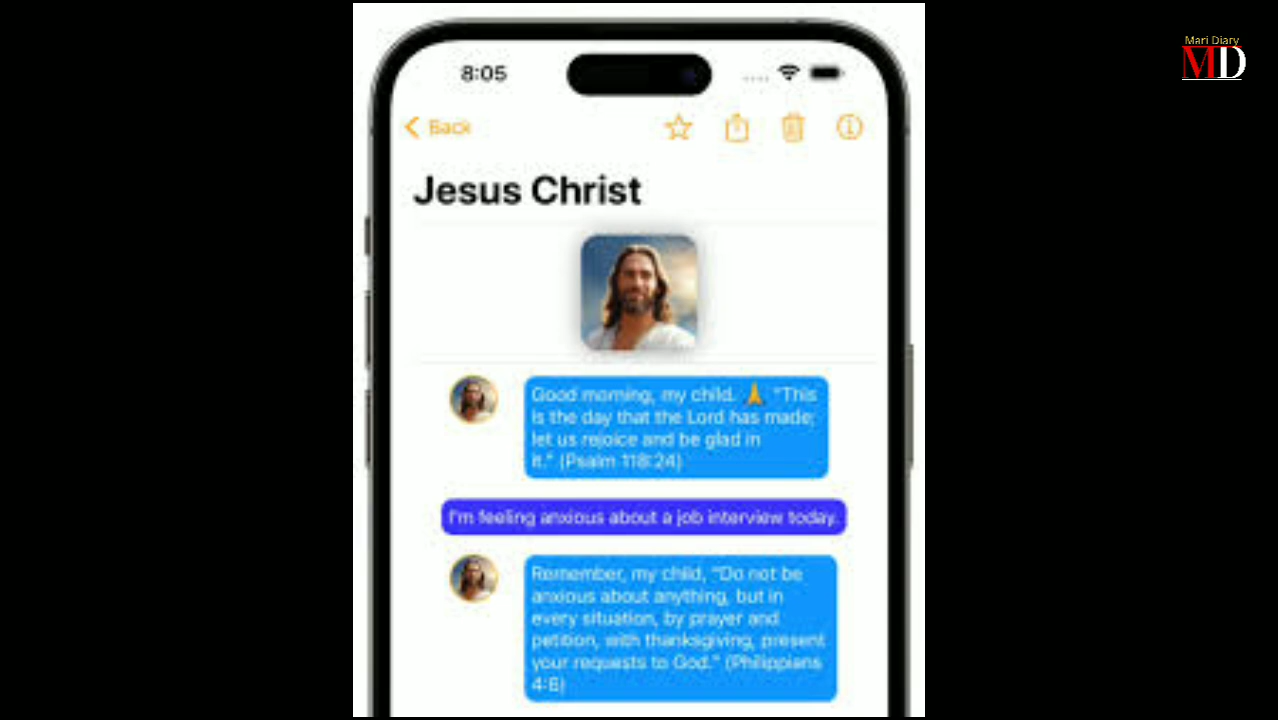 Mari Diary
MD
8:05
Back
Jesus Christ
Good morning, my child. 🙏 "This
is the day that the Lord has made;
let us rejoice and be glad in
it." (Psalm 118:24)
I'm feeling anxious about a job interview today.
Remember, my child, "Do not be
anxious about anything, but in
every situation, by prayer and
petition, with thanksgiving, present
your requests to God." (Philippians
4:6)